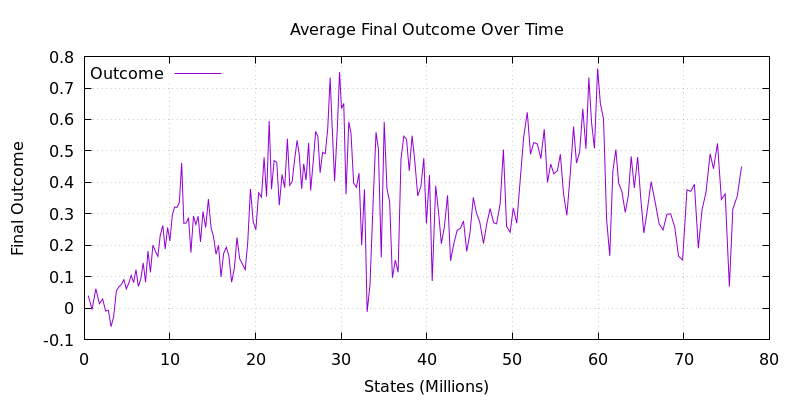 Average Final Outcome Over Time
Outcome
Final Outcome
0.8
0.7
0.6
0.5
0.4
0.3
0.2
0.1
0
-0.1
0 10 20 30 40 50 60 70 80
States (Millions)